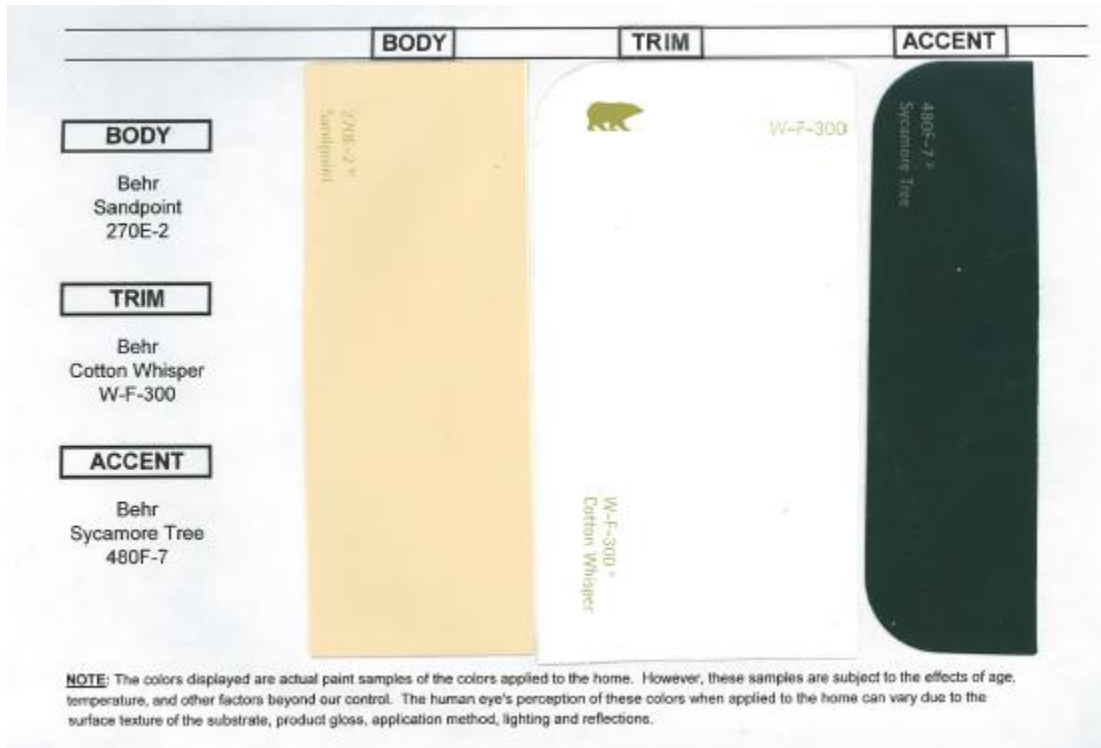 BODY TRIM ACCENT
BODY
Behr
Sandpoint
270E-2
TRIM
Behr
Cotton Whisper
W-F-300
ACCENT
Behr
Sycamore Tree
480F-7
270E-2
Sandpoint
W-F-300
W-F-300
Cotton Whisper
480F-7
Sycamore Tree
NOTE: The colors displayed are actual paint samples of the colors applied to the home. However, these samples are subject to the effects of age,
temperature, and other factors beyond our control. The human eye's perception of these colors when applied to the home can vary due to the
surface texture of the substrate, product gloss, application method, lighting and reflections.